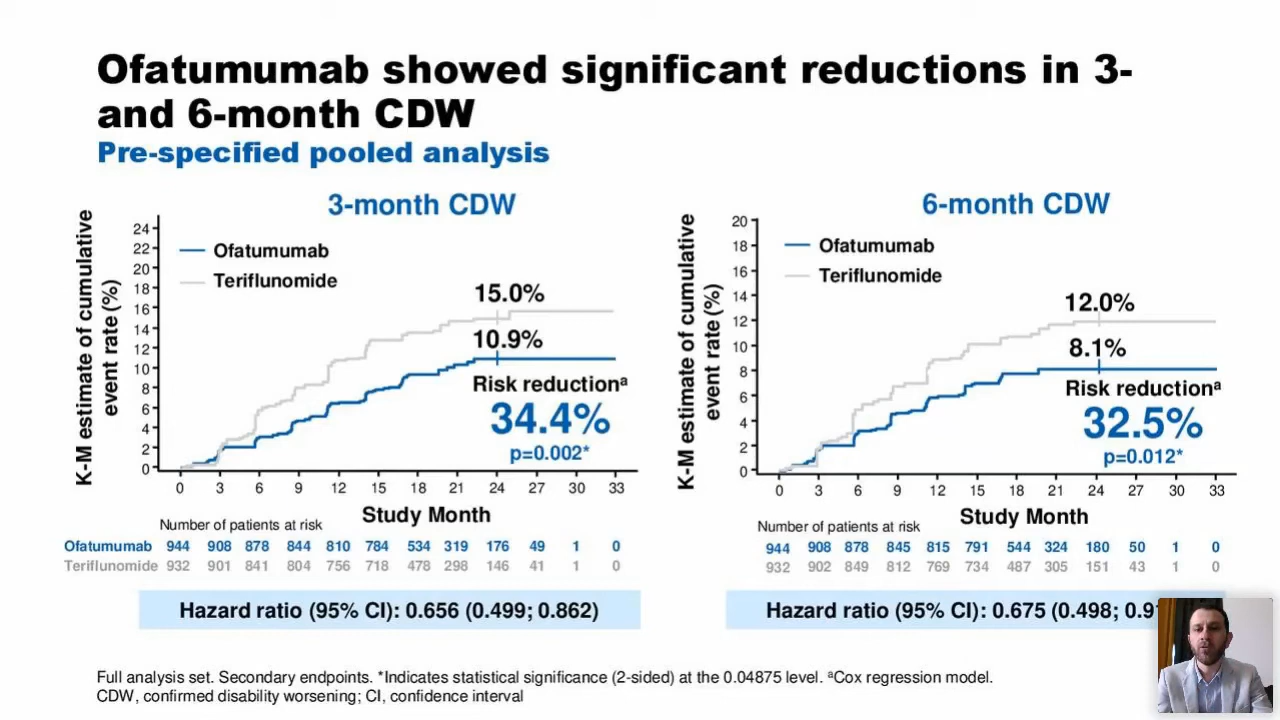 Ofatumumab showed significant reductions in 3-
and 6-month CDW
Pre-specified pooled analysis
3-month CDW
K-M estimate of cumulative
event rate (%)
24
22
20
18
16
14
12
10
8
6
4
2
0
Ofatumumab
Teriflunomide
15.0%
10.9%
Risk reductionᵃ
34.4%
p=0.002*
0 3 6 9 12 15 18 21 24 27 30 33
Number of patients at risk
Study Month
Ofatumumab 944 908 878 844 810 784 534 319 176 49 1 0
Teriflunomide 932 901 841 804 756 718 478 298 146 41 1 0
Hazard ratio (95% CI): 0.656 (0.499; 0.862)
6-month CDW
K-M estimate of cumulative
event rate (%)
20
18
16
14
12
10
8
6
4
2
0
Ofatumumab
Teriflunomide
12.0%
8.1%
Risk reductionᵃ
32.5%
p=0.012*
0 3 6 9 12 15 18 21 24 27 30 33
Number of patients at risk
Study Month
944 908 878 845 815 791 544 324 180 50 1 0
932 902 849 812 769 734 487 305 151 43 1 0
Hazard ratio (95% CI): 0.675 (0.498;
Full analysis set. Secondary endpoints. *Indicates statistical significance (2-sided) at the 0.04875 level. ᵃCox regression model.
CDW, confirmed disability worsening; CI, confidence interval